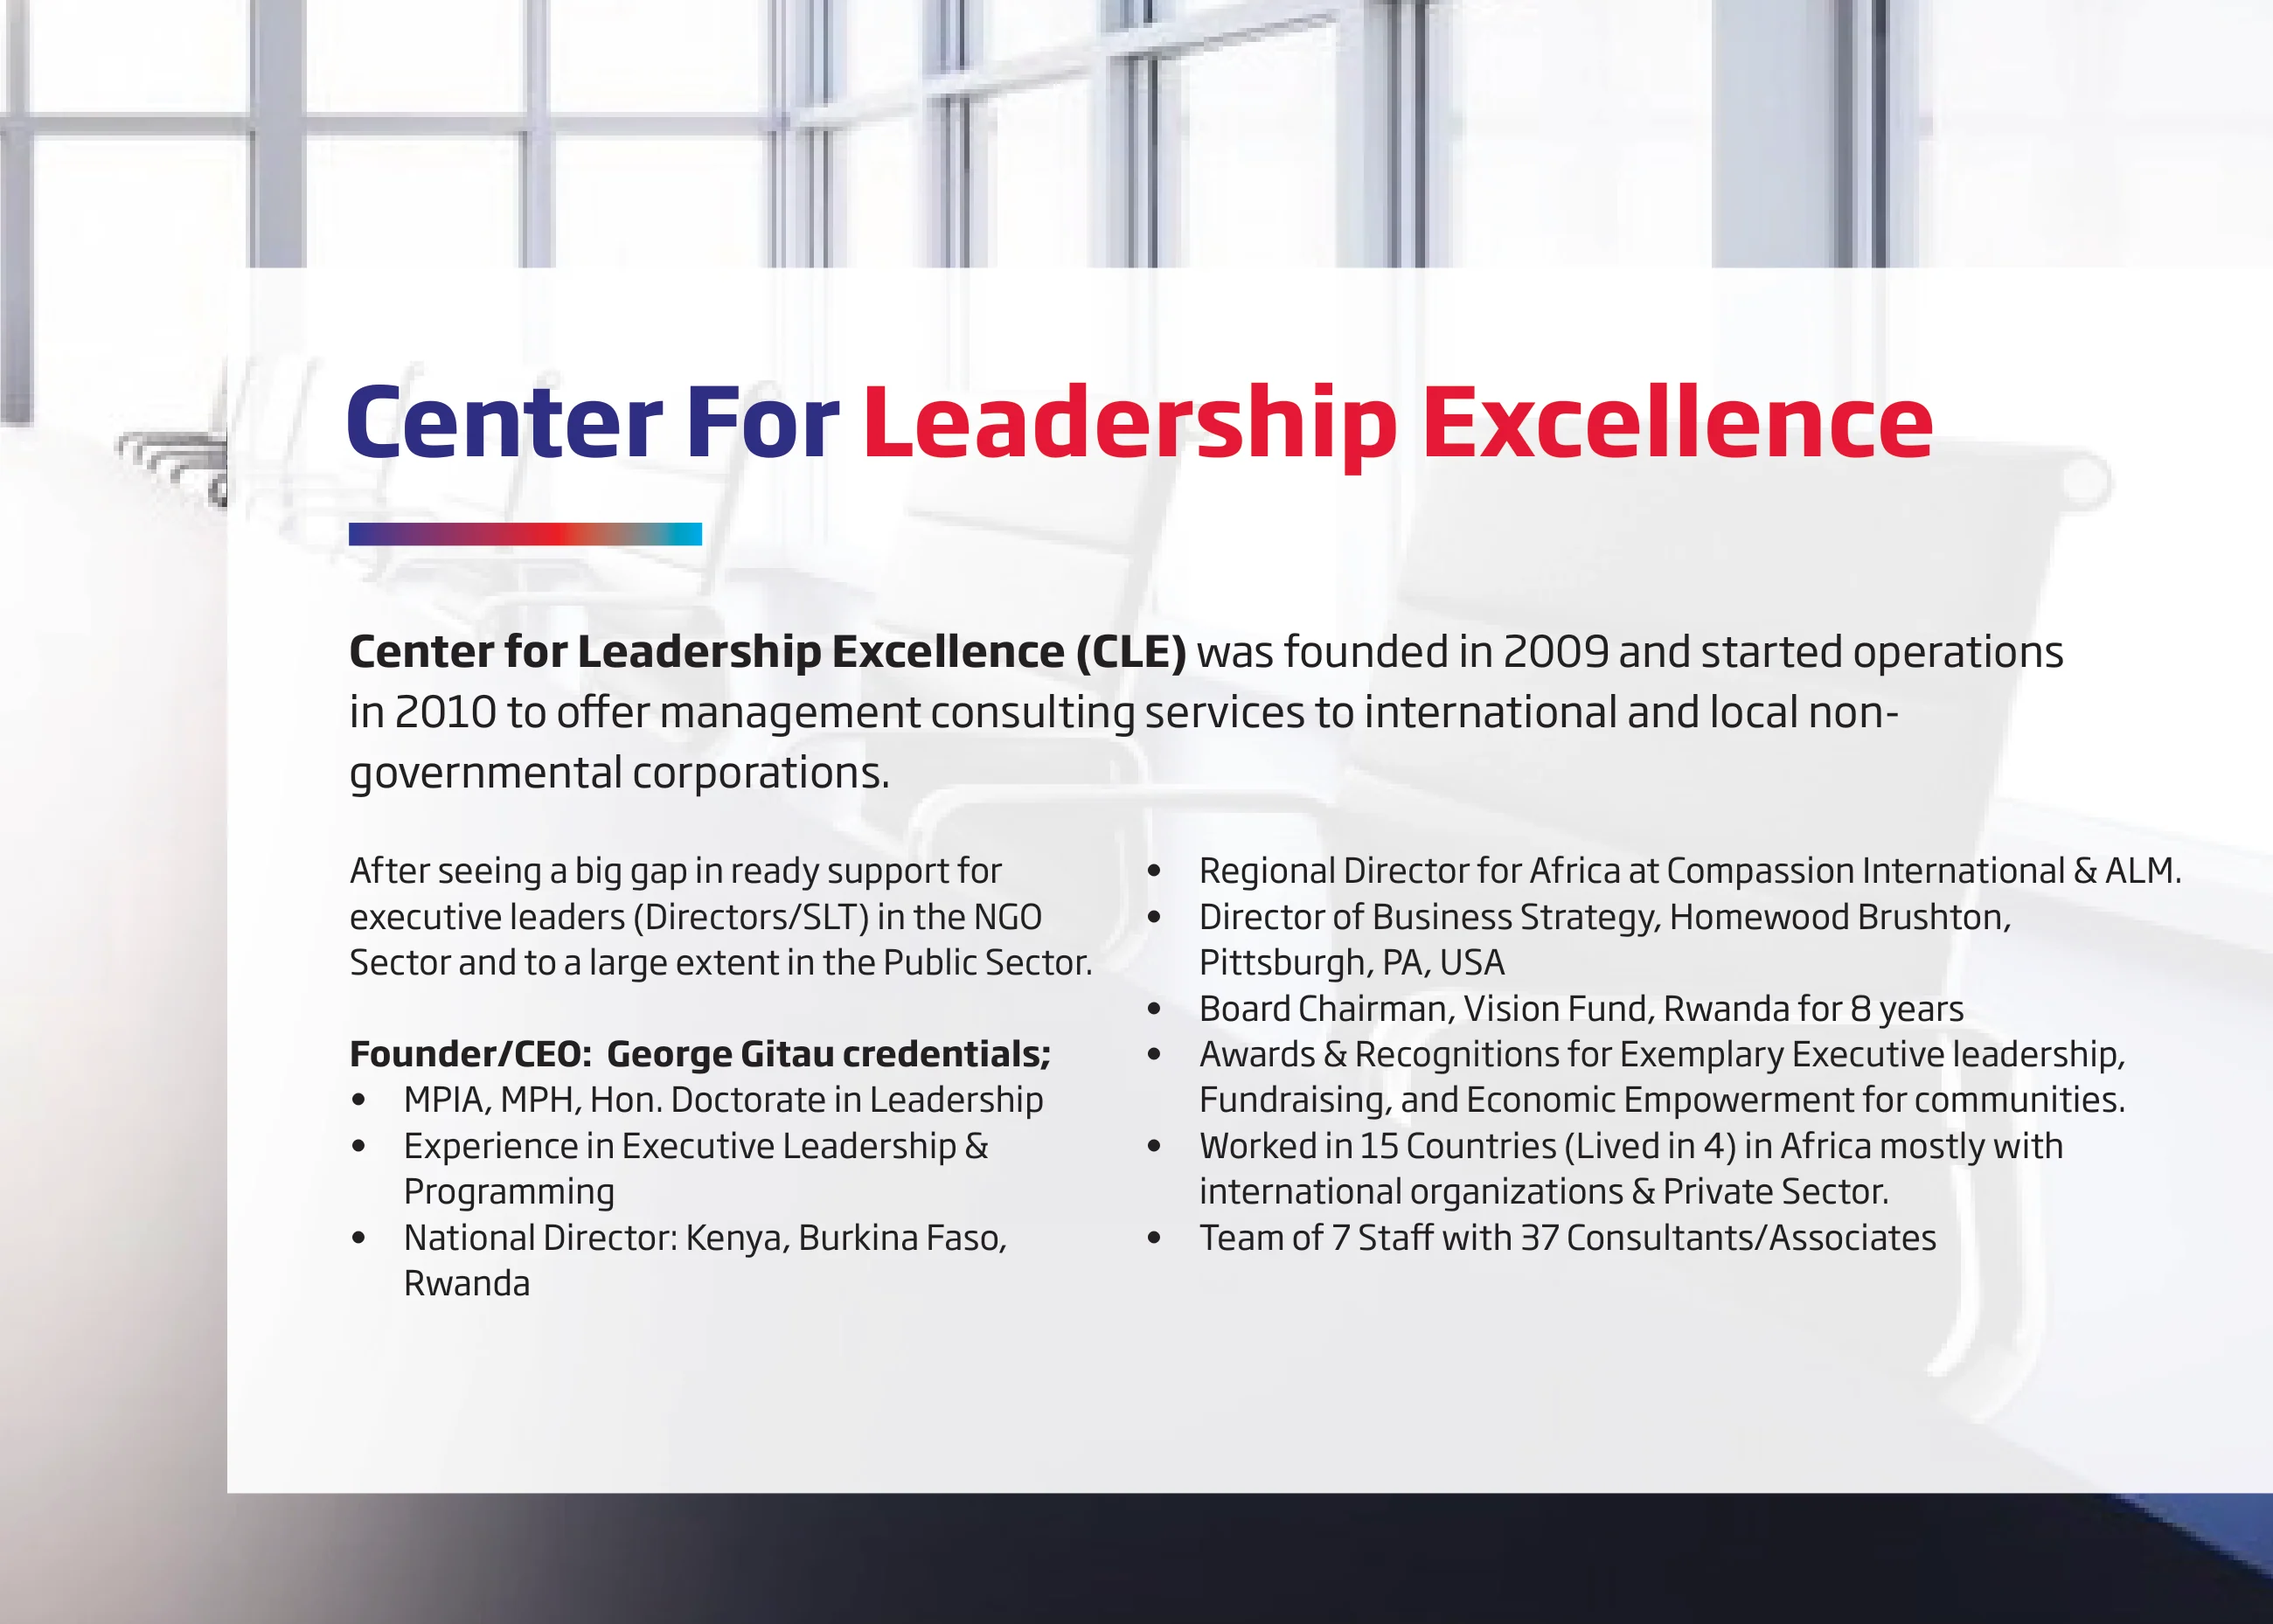 Center For Leadership Excellence
Center for Leadership Excellence (CLE) was founded in 2009 and started operations
in 2010 to offer management consulting services to international and local non-
governmental corporations.
After seeing a big gap in ready support for
executive leaders (Directors/SLT) in the NGO
Sector and to a large extent in the Public Sector.
Founder/CEO: George Gitau credentials;
• MPIA, MPH, Hon. Doctorate in Leadership
• Experience in Executive Leadership &
Programming
• National Director: Kenya, Burkina Faso,
Rwanda
• Regional Director for Africa at Compassion International & ALM.
• Director of Business Strategy, Homewood Brushton,
Pittsburgh, PA, USA
• Board Chairman, Vision Fund, Rwanda for 8 years
• Awards & Recognitions for Exemplary Executive leadership,
Fundraising, and Economic Empowerment for communities.
• Worked in 15 Countries (Lived in 4) in Africa mostly with
international organizations & Private Sector.
• Team of 7 Staff with 37 Consultants/Associates